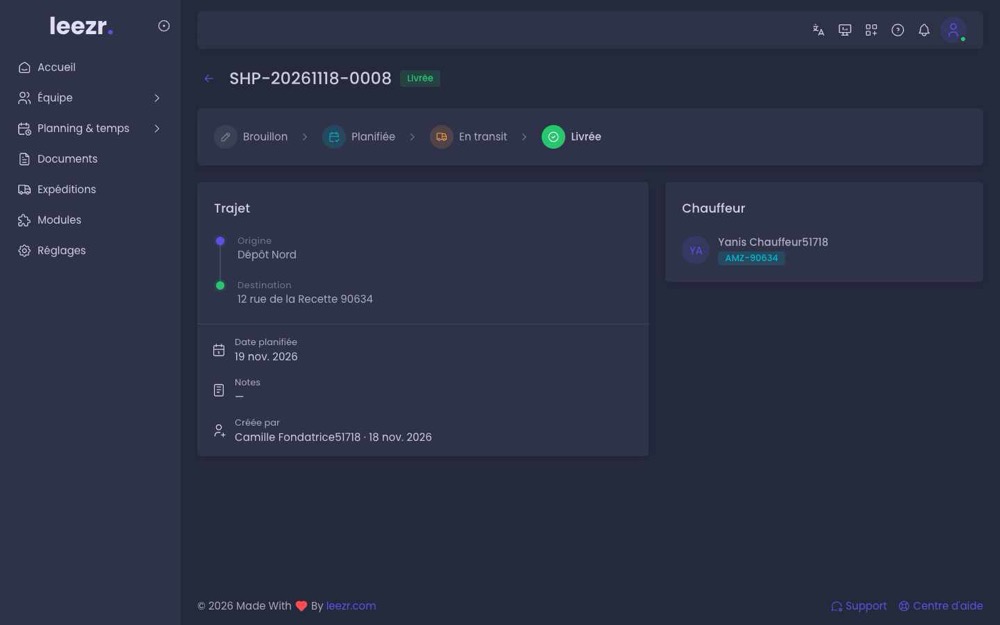 leezr.
Accueil
Équipe
Planning & temps
Documents
Expéditions
Modules
Réglages
SHP-20261118-0008
Livrée
Brouillon
Planifiée
En transit
Livrée
Trajet
Origine
Dépôt Nord
Destination
12 rue de la Recette 90634
Date planifiée
19 nov. 2026
Notes
—
Créée par
Camille Fondatrice51718 · 18 nov. 2026
Chauffeur
YA
Yanis Chauffeur51718
AMZ-90634
© 2026 Made With ❤ By leezr.com
Support
Centre d'aide